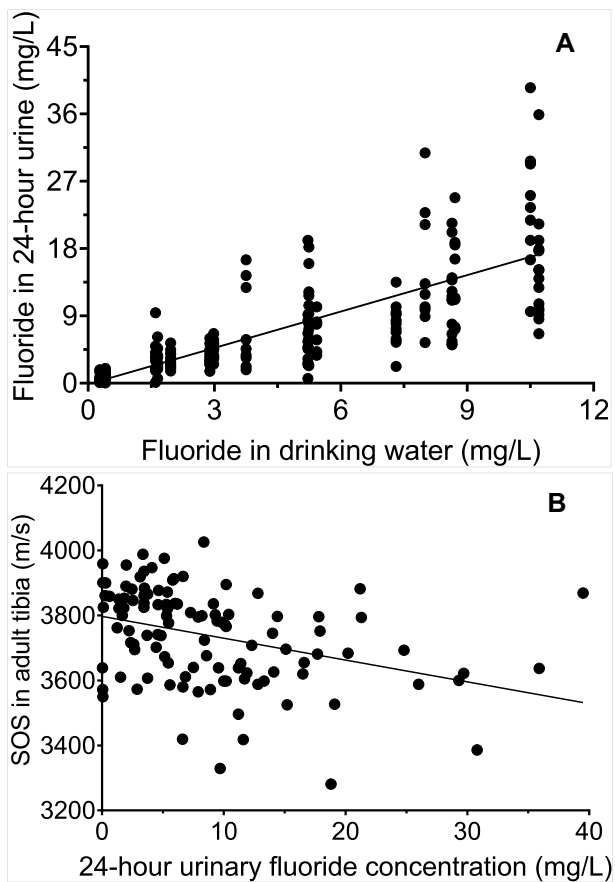 A
Fluoride in 24-hour urine (mg/L)
45
36
27
18
9
0
0 3 6 9 12
Fluoride in drinking water (mg/L)
B
SOS in adult tibia (m/s)
4200
4000
3800
3600
3400
3200
0 10 20 30 40
24-hour urinary fluoride concentration (mg/L)